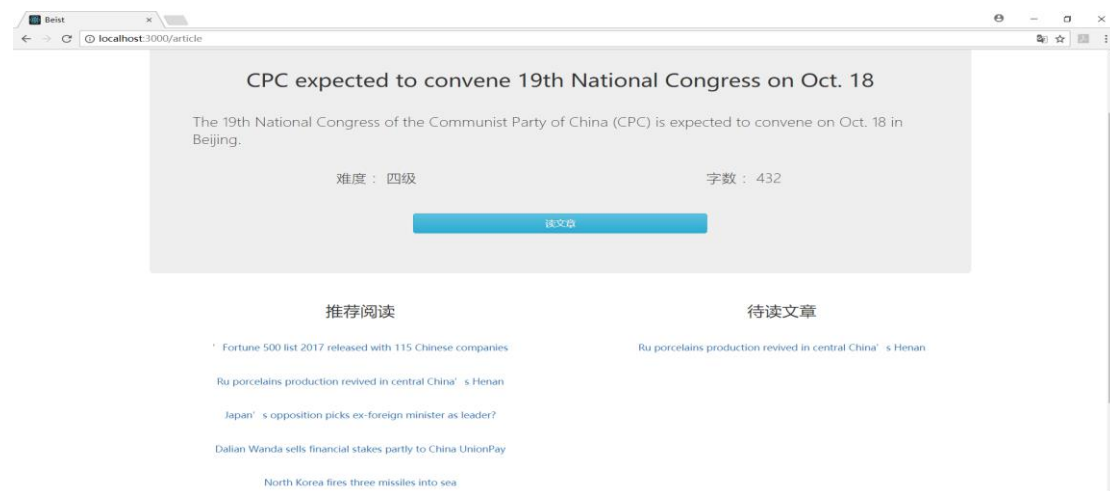 Beist
localhost:3000/article
CPC expected to convene 19th National Congress on Oct. 18
The 19th National Congress of the Communist Party of China (CPC) is expected to convene on Oct. 18 in
Beijing.
难度： 四级
字数： 432
读文章
推荐阅读
待读文章
' Fortune 500 list 2017 released with 115 Chinese companies
Ru porcelains production revived in central China's Henan
Ru porcelains production revived in central China's Henan
Japan's opposition picks ex-foreign minister as leader?
Dalian Wanda sells financial stakes partly to China UnionPay
North Korea fires three missiles into sea